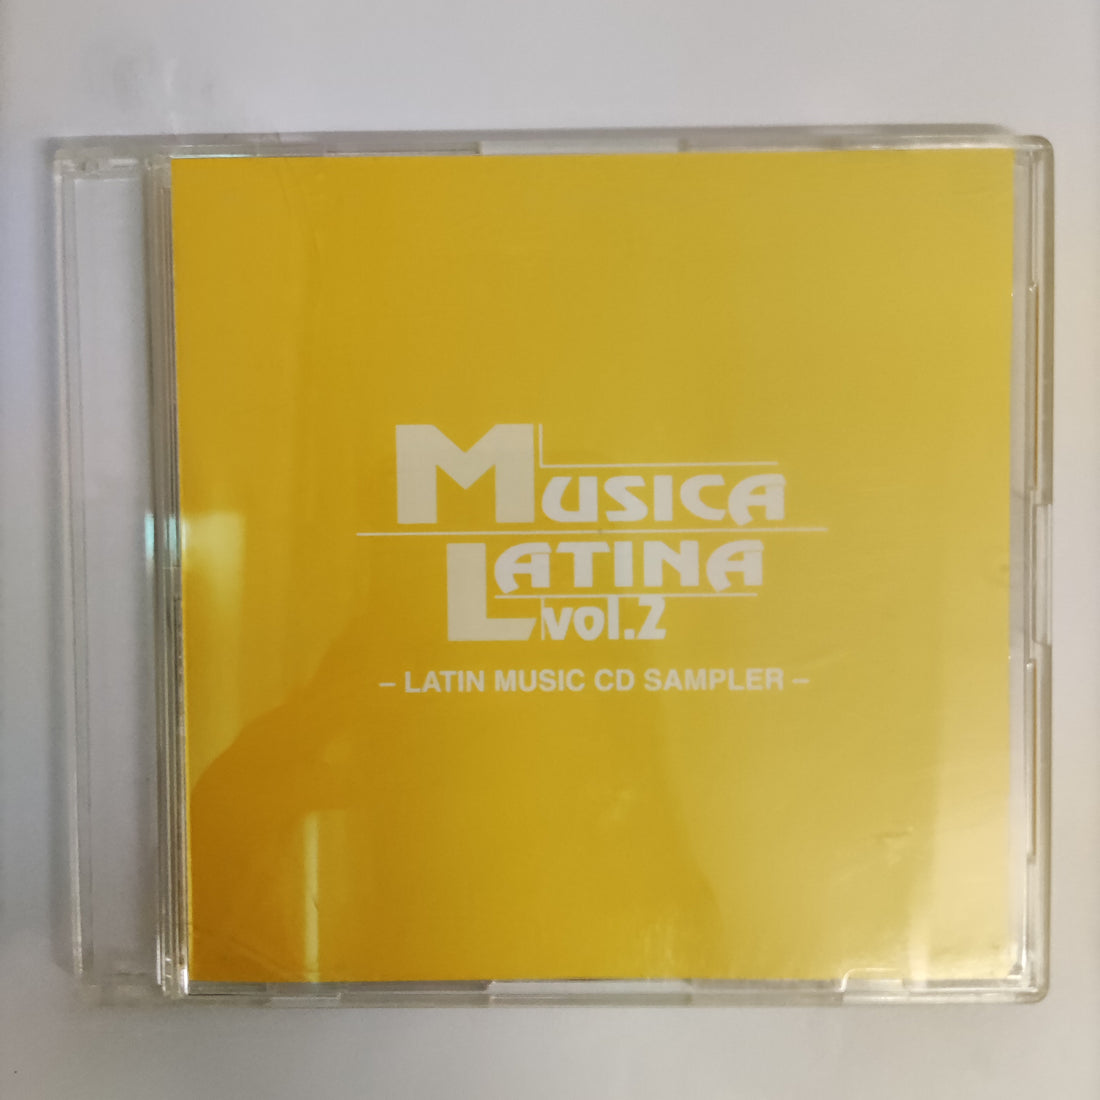 MUSICA
LATINA
vol.2
– LATIN MUSIC CD SAMPLER –